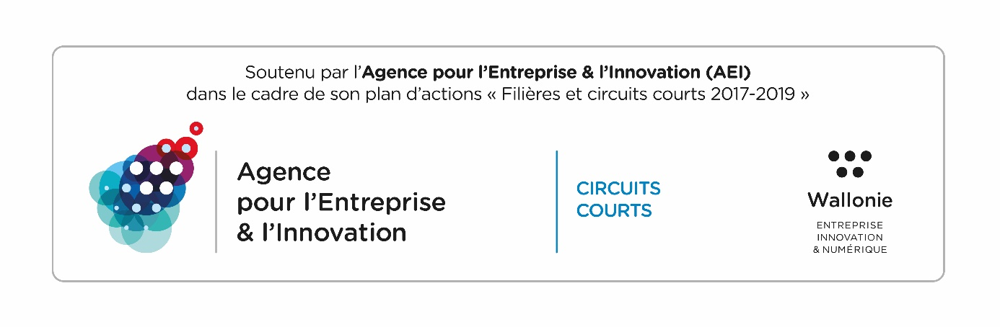 Soutenu par l’Agence pour l’Entreprise & l’Innovation (AEI)
dans le cadre de son plan d’actions « Filières et circuits courts 2017-2019 »
Agence
pour l’Entreprise
& l’Innovation
CIRCUITS
COURTS
Wallonie
ENTREPRISE
INNOVATION
& NUMÉRIQUE